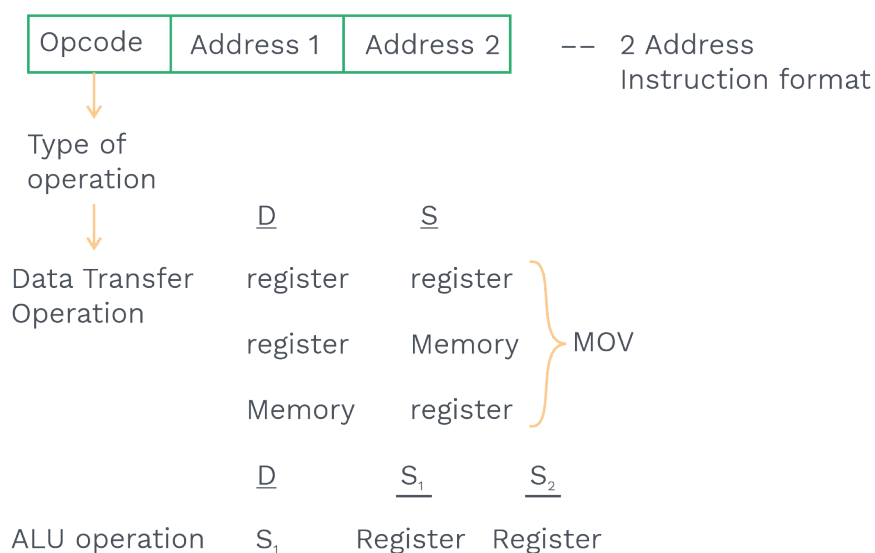 Opcode Address 1 Address 2 -- 2 Address
Instruction format
Type of
operation
D S
Data Transfer register register
Operation
register Memory MOV
Memory register
D S₁ S₂
ALU operation S₁ Register Register